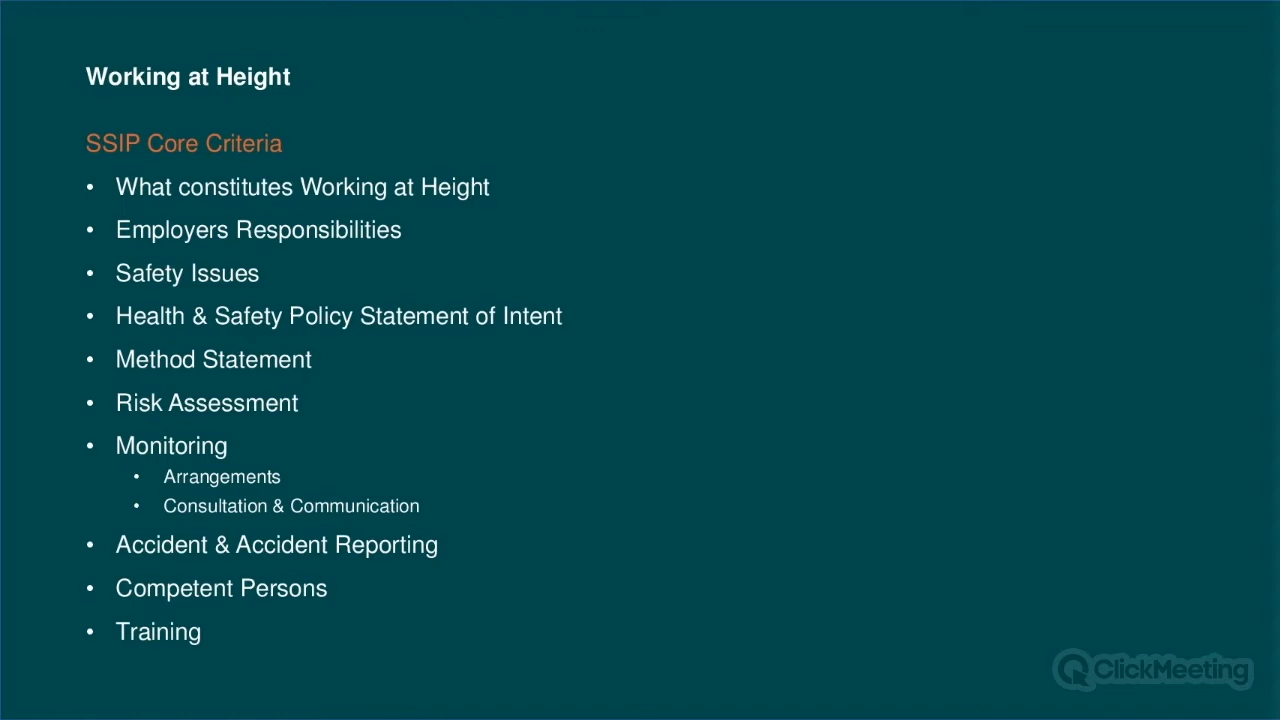 Working at Height
SSIP Core Criteria
• What constitutes Working at Height
• Employers Responsibilities
• Safety Issues
• Health & Safety Policy Statement of Intent
• Method Statement
• Risk Assessment
• Monitoring
• Arrangements
• Consultation & Communication
• Accident & Accident Reporting
• Competent Persons
• Training
ClickMeeting